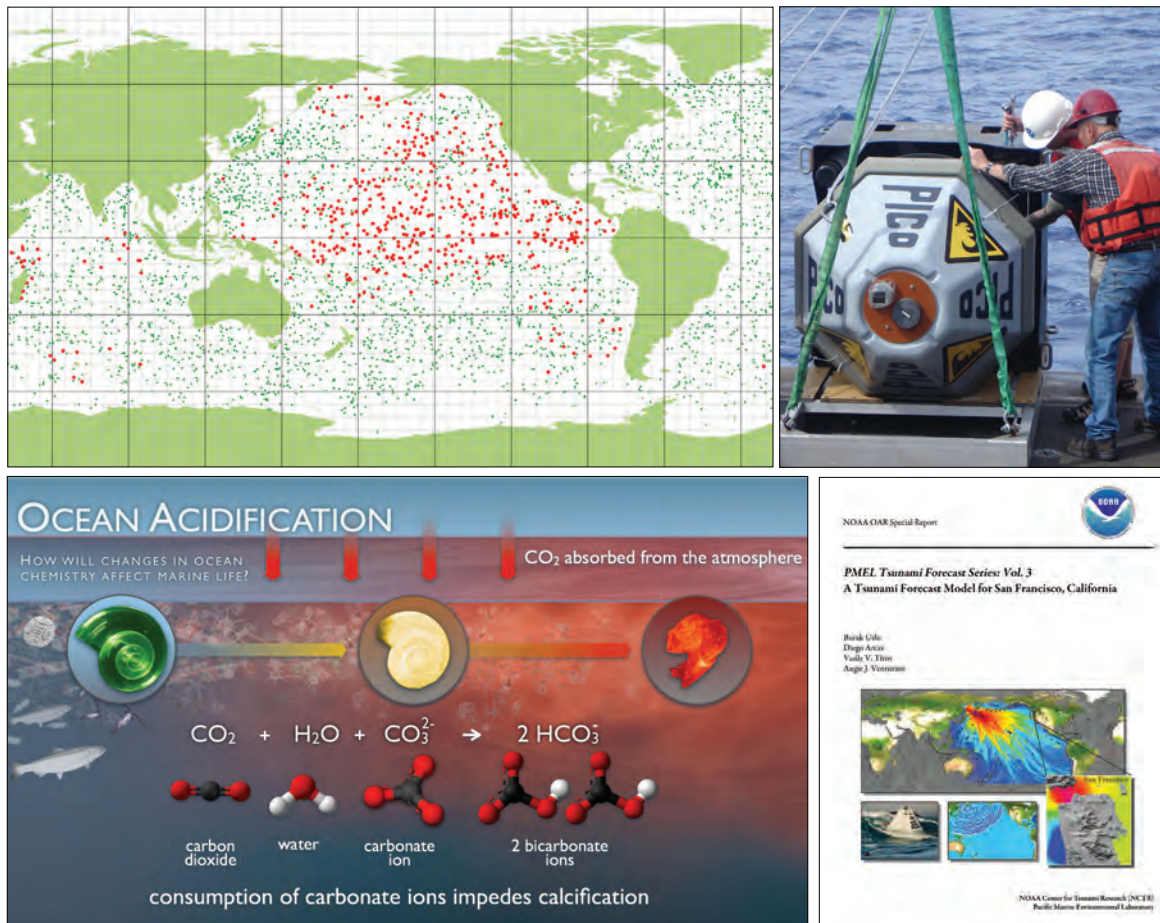 PICO
PICO
PICO
OCEAN ACIDIFICATION
HOW WILL CHANGES IN OCEAN
CHEMISTRY AFFECT MARINE LIFE?
CO₂ absorbed from the atmosphere
CO₂ + H₂O + CO₃²⁻ → 2 HCO₃⁻
carbon
dioxide
water
carbonate
ion
2 bicarbonate
ions
consumption of carbonate ions impedes calcification
NOAA
NOAA OAR Special Report
PMEL Tsunami Forecast Series: Vol. 3
A Tsunami Forecast Model for San Francisco, California
Burak Uslu
Diego Arcas
Vasily V. Titov
Angie J. Venturato
San Francisco
NOAA Center for Tsunami Research (NCTR)
Pacific Marine Environmental Laboratory